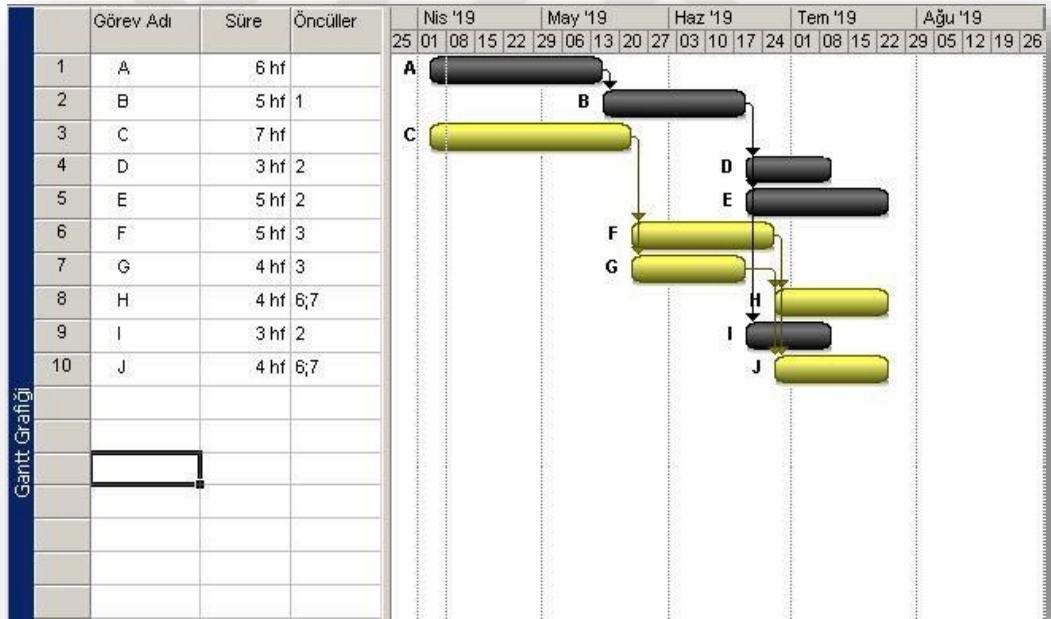 Görev Adı Süre Öncüller
Nis '19 May '19 Haz '19 Tem '19 Ağu '19
25 01 08 15 22 29 06 13 20 27 03 10 17 24 01 08 15 22 29 05 12 19 26
1 A 6 hf A
2 B 5 hf 1 B
3 C 7 hf C
4 D 3 hf 2 D
5 E 5 hf 2 E
6 F 5 hf 3 F
7 G 4 hf 3 G
8 H 4 hf 6;7 H
9 I 3 hf 2 I
10 J 4 hf 6;7 J
Gantt Grafiği